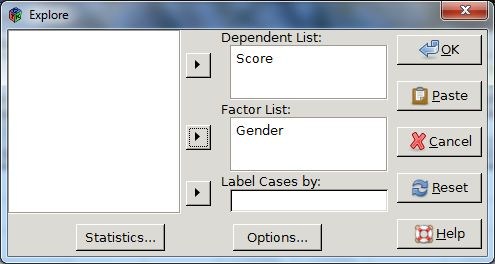 Explore
Dependent List:
Score
Factor List:
Gender
Label Cases by:
Statistics...
Options...
OK
Paste
Cancel
Reset
Help